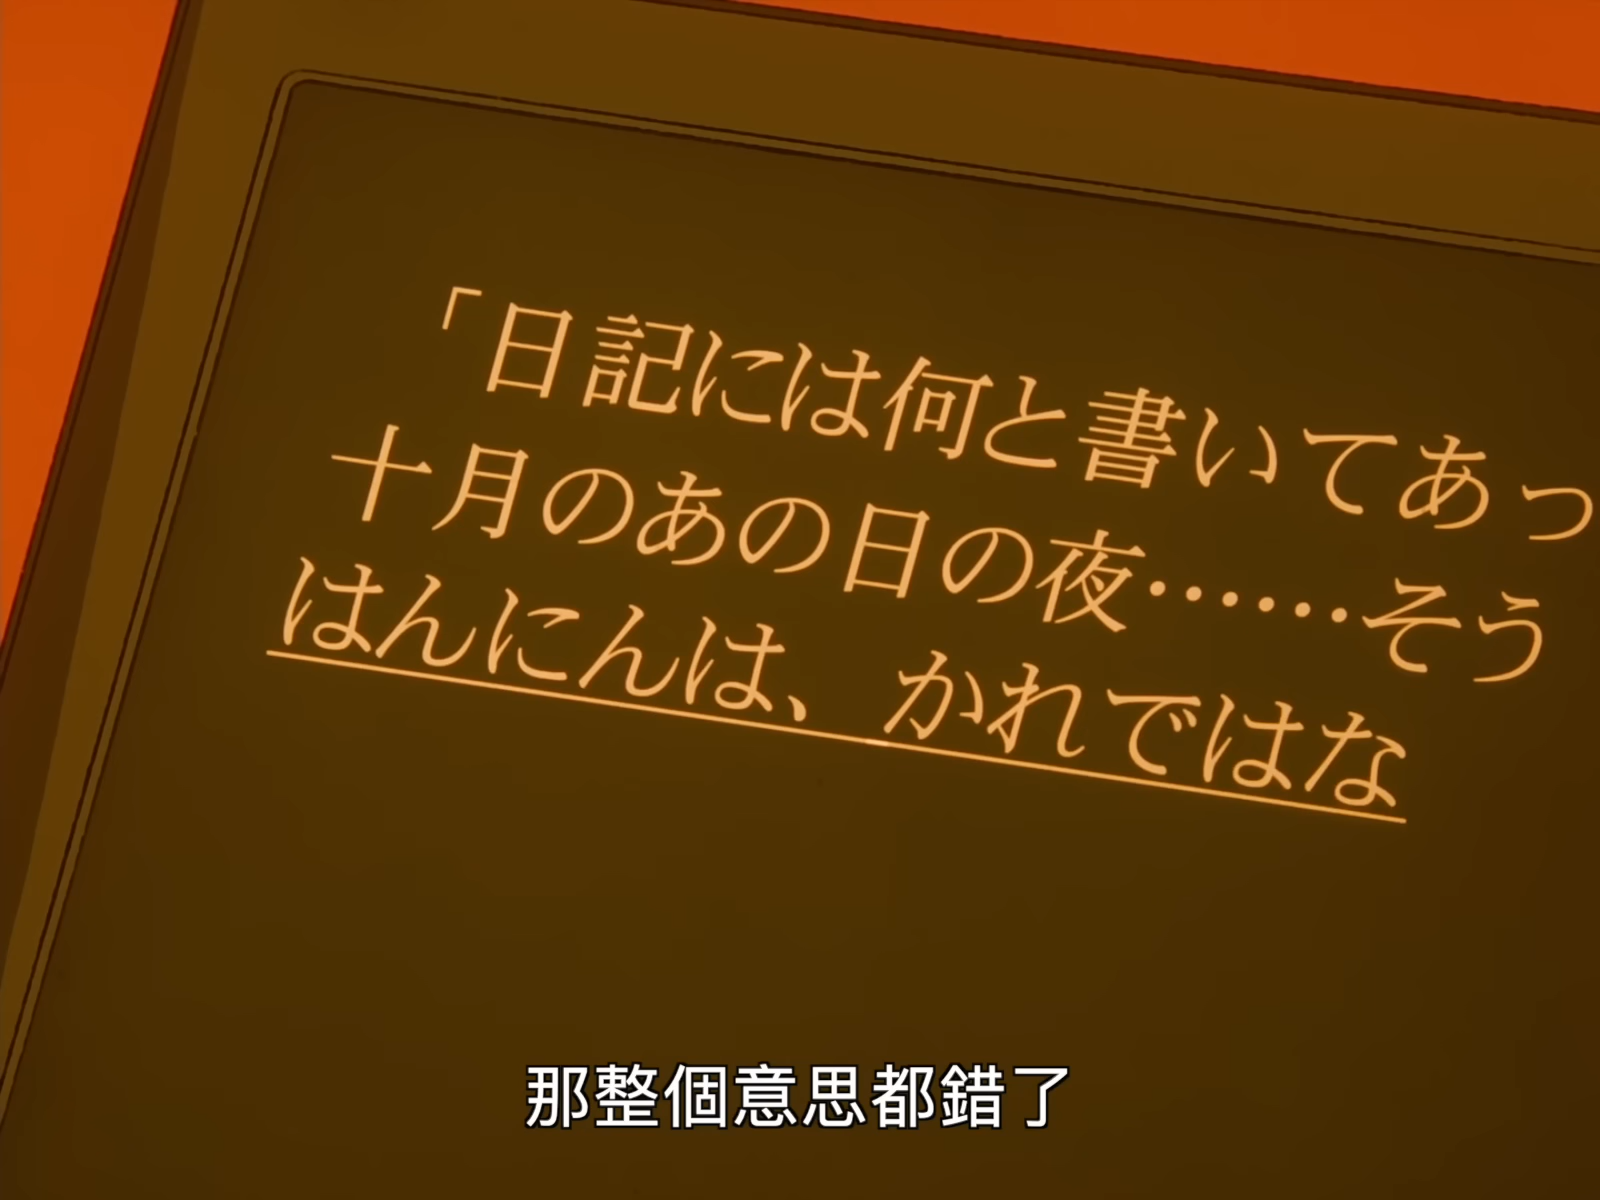 「日記には何と書いてあっ
十月のあの日の夜……そう
はんにんは、かれではな
那整個意思都錯了